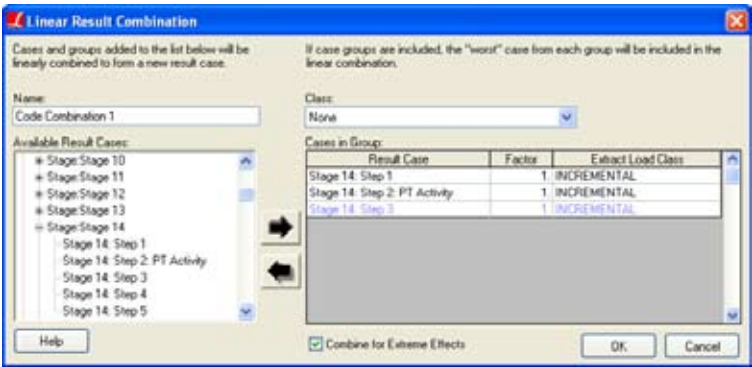 Linear Result Combination
Cases and groups added to the list below will be
linearly combined to form a new result case.
If case groups are included, the "worst" case from each group will be included in the
linear combination.
Name:
Code Combination 1
Class:
None
Available Result Cases:
Stage:Stage 10
Stage:Stage 11
Stage:Stage 12
Stage:Stage 13
Stage:Stage 14
Stage 14: Step 1
Stage 14: Step 2: PT Activity
Stage 14: Step 3
Stage 14: Step 4
Stage 14: Step 5
Cases in Group:
Result Case Factor Extract Load Class
Stage 14: Step 1 1 INCREMENTAL
Stage 14: Step 2: PT Activity 1 INCREMENTAL
Stage 14: Step 3 1 INCREMENTAL
Help
Combine for Extreme Effects
OK
Cancel